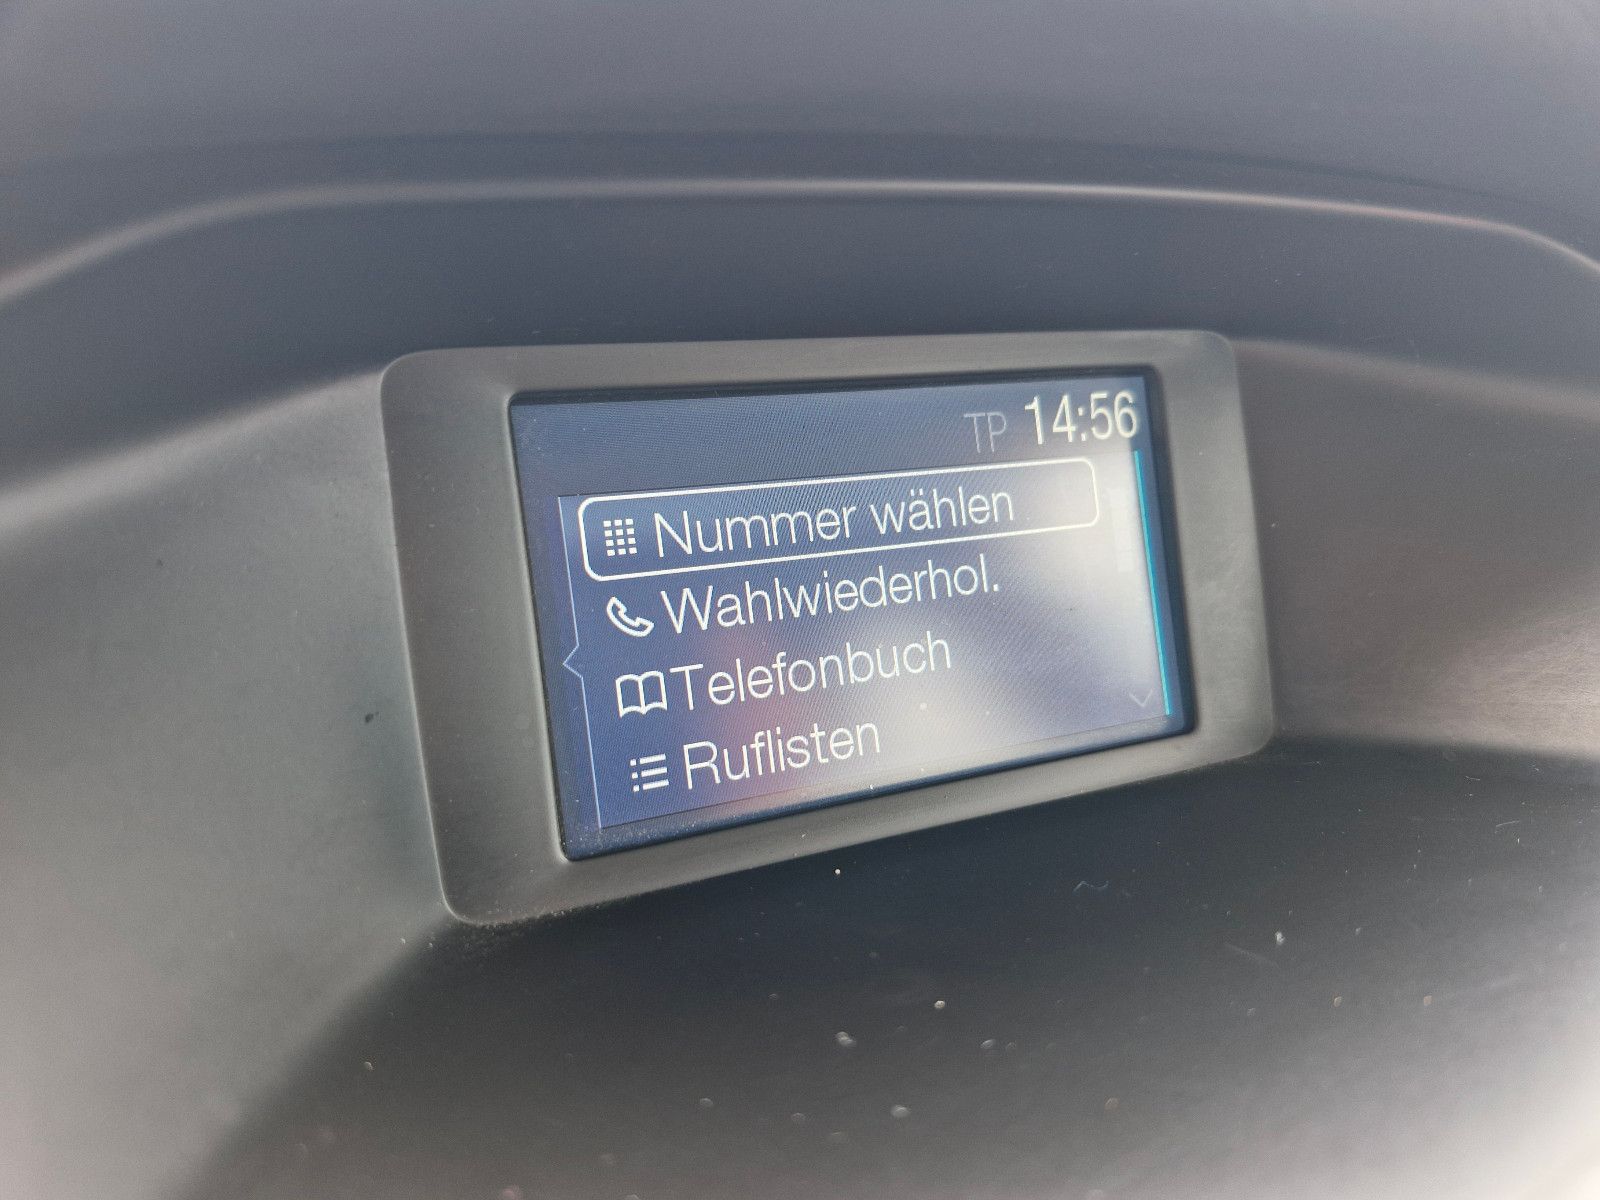 TP 14:56
Nummer wählen
Wahlwiederhol.
Telefonbuch
Ruflisten